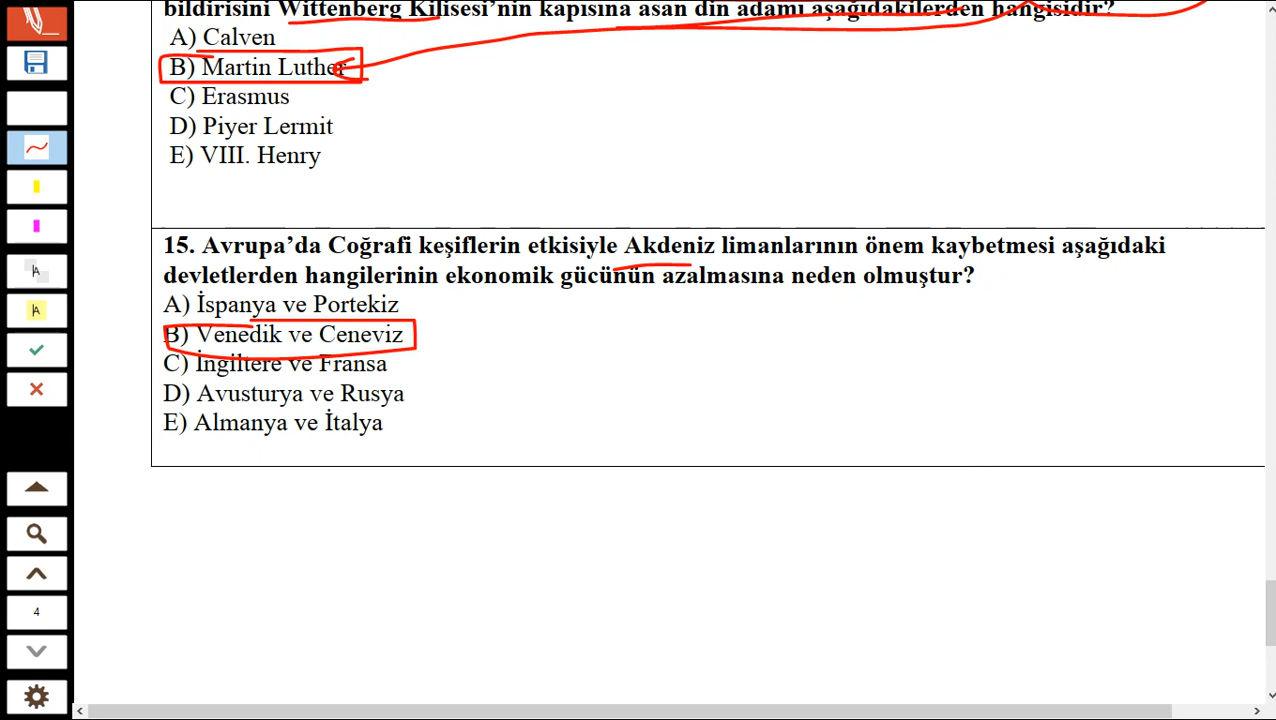 bildirisini Wittenberg Kilisesi’nin kapısına asan din adamı aşağıdakilerden hangisidir?
A) Calven
B) Martin Luther
C) Erasmus
D) Piyer Lermit
E) VIII. Henry
15. Avrupa’da Coğrafi keşiflerin etkisiyle Akdeniz limanlarının önem kaybetmesi aşağıdaki
devletlerden hangilerinin ekonomik gücünün azalmasına neden olmuştur?
A) İspanya ve Portekiz
B) Venedik ve Ceneviz
C) İngiltere ve Fransa
D) Avusturya ve Rusya
E) Almanya ve İtalya
A
A
4